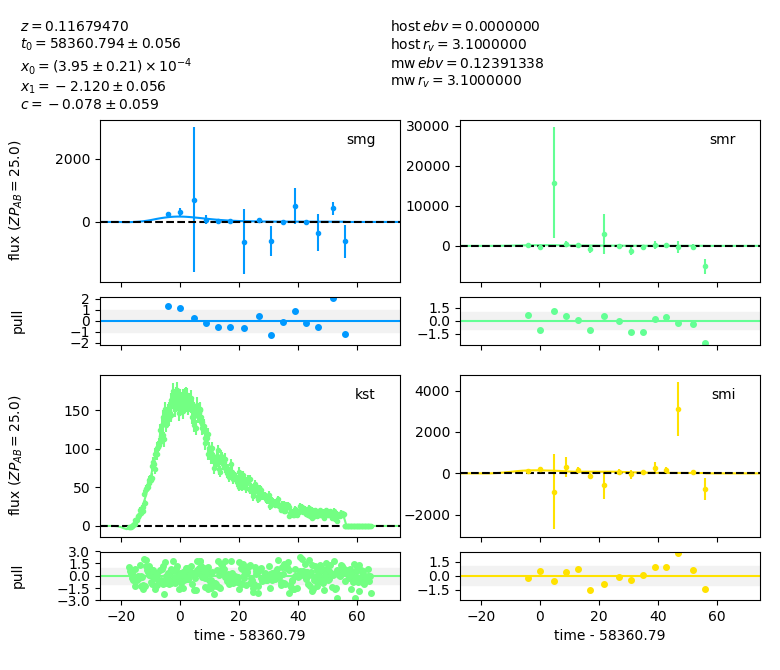 z = 0.11679470
t₀ = 58360.794 ± 0.056
x₀ = (3.95 ± 0.21) × 10⁻⁴
x₁ = −2.120 ± 0.056
c = −0.078 ± 0.059
host ebv = 0.0000000
host r_v = 3.1000000
mw ebv = 0.12391338
mw r_v = 3.1000000
flux (ZP_AB = 25.0)
smg
2000
0
smr
30000
20000
10000
0
pull
2
1
0
−1
−2
1.5
0.0
−1.5
flux (ZP_AB = 25.0)
kst
150
100
50
0
smi
4000
2000
0
−2000
pull
3.0
1.5
0.0
−1.5
−3.0
1.5
0.0
−1.5
−20 0 20 40 60
time - 58360.79
−20 0 20 40 60
time - 58360.79